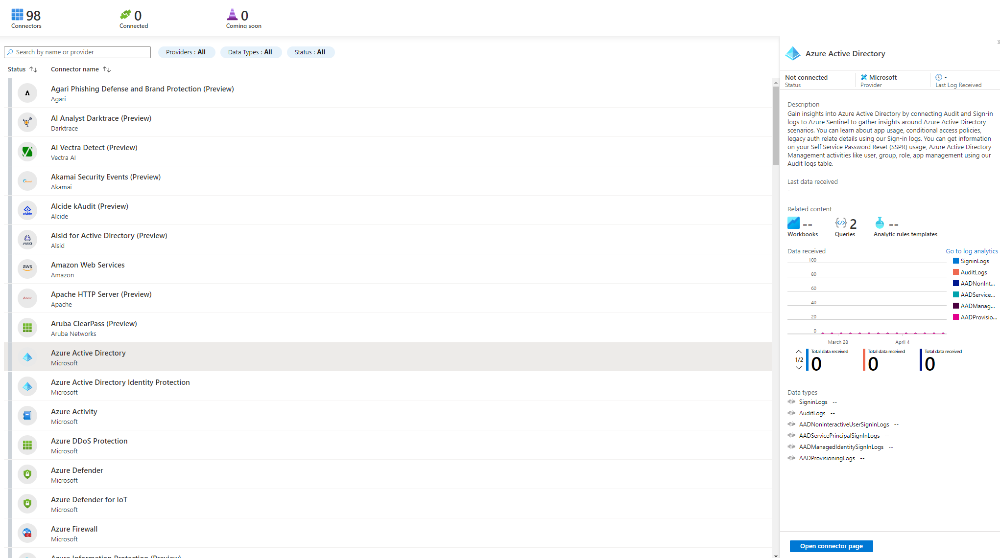 98
Connectors
0
Connected
0
Coming soon
Search by name or provider
Providers : All
Data Types : All
Status : All
Status
Connector name
Agari Phishing Defense and Brand Protection (Preview)
Agari
AI Analyst Darktrace (Preview)
Darktrace
AI Vectra Detect (Preview)
Vectra AI
Akamai Security Events (Preview)
Akamai
alcide
Alcide kAudit (Preview)
Alcide
ALSID
Alsid for Active Directory (Preview)
Alsid
aws
Amazon Web Services
Amazon
Apache HTTP Server (Preview)
Apache
Aruba ClearPass (Preview)
Aruba Networks
Azure Active Directory
Microsoft
Azure Active Directory Identity Protection
Microsoft
Azure Activity
Microsoft
Azure DDoS Protection
Microsoft
Azure Defender
Microsoft
Azure Defender for IoT
Microsoft
Azure Firewall
Microsoft
Azure Information Protection (Preview)
Azure Active Directory
Not connected
Status
Microsoft
Provider
-
Last Log Received
Description
Gain insights into Azure Active Directory by connecting Audit and Sign-in
logs to Azure Sentinel to gather insights around Azure Active Directory
scenarios. You can learn about app usage, conditional access policies,
legacy auth relate details using our Sign-in logs. You can get information
on your Self Service Password Reset (SSPR) usage, Azure Active Directory
Management activities like user, group, role, app management using our
Audit logs table.
Last data received
-
Related content
--
Workbooks
2
Queries
--
Analytic rules templates
Data received
Go to log analytics
100
80
60
40
20
0
March 28
April 4
SigninLogs
AuditLogs
AADNonInt...
AADService...
AADManag...
AADProvisio...
1/2
Total data received
0
Total data received
0
Total data received
0
Data types
SigninLogs --
AuditLogs --
AADNonInteractiveUserSignInLogs --
AADServicePrincipalSignInLogs --
AADManagedIdentitySignInLogs --
AADProvisioningLogs --
Open connector page